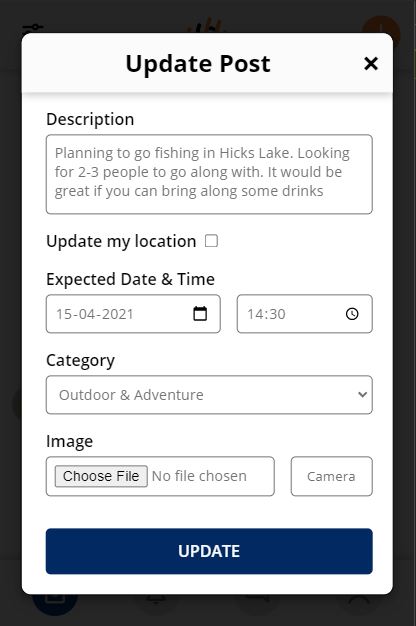 Update Post ×
Description
Planning to go fishing in Hicks Lake. Looking
for 2-3 people to go along with. It would be
great if you can bring along some drinks
Update my location
Expected Date & Time
15-04-2021 14:30
Category
Outdoor & Adventure
Image
Choose File No file chosen Camera
UPDATE